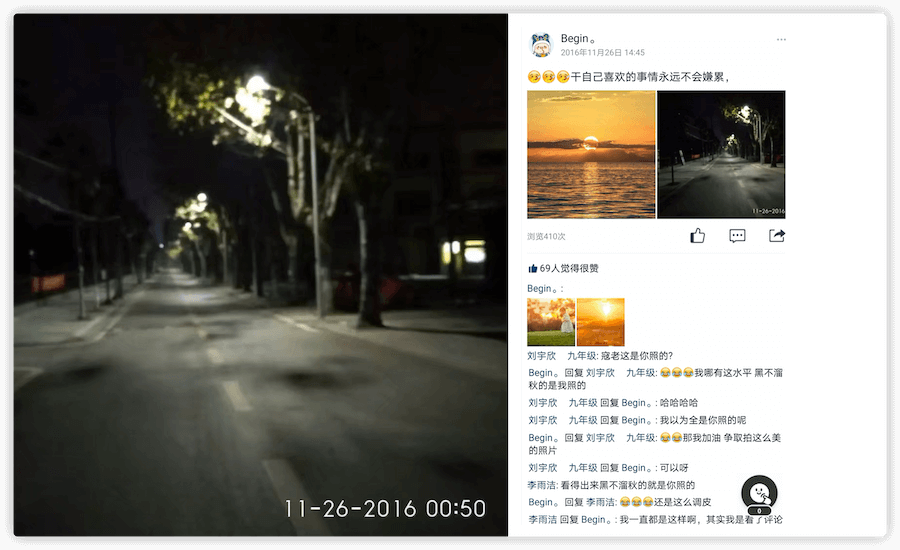 11-26-2016 00:50
Begin。
2016年11月26日 14:45
干自己喜欢的事情永远不会嫌累，
11-26-2016
浏览410次
69人觉得很赞
Begin。:
刘宇欣 九年级: 寇老这是你照的?
Begin。回复 刘宇欣 九年级: 😂😂😂我哪有这水平 黑不溜
秋的是我照的
刘宇欣 九年级 回复 Begin。: 哈哈哈哈
刘宇欣 九年级 回复 Begin。: 我以为全是你照的呢
Begin。回复 刘宇欣 九年级: 😂😂那我加油 争取拍这么美
的照片
刘宇欣 九年级 回复 Begin。: 可以呀
李雨洁: 看得出来黑不溜秋的就是你照的
Begin。回复 李雨洁: 😂😂😂还是这么调皮
0
李雨洁 回复 Begin。: 我一直都是这样啊，其实我是看了评论